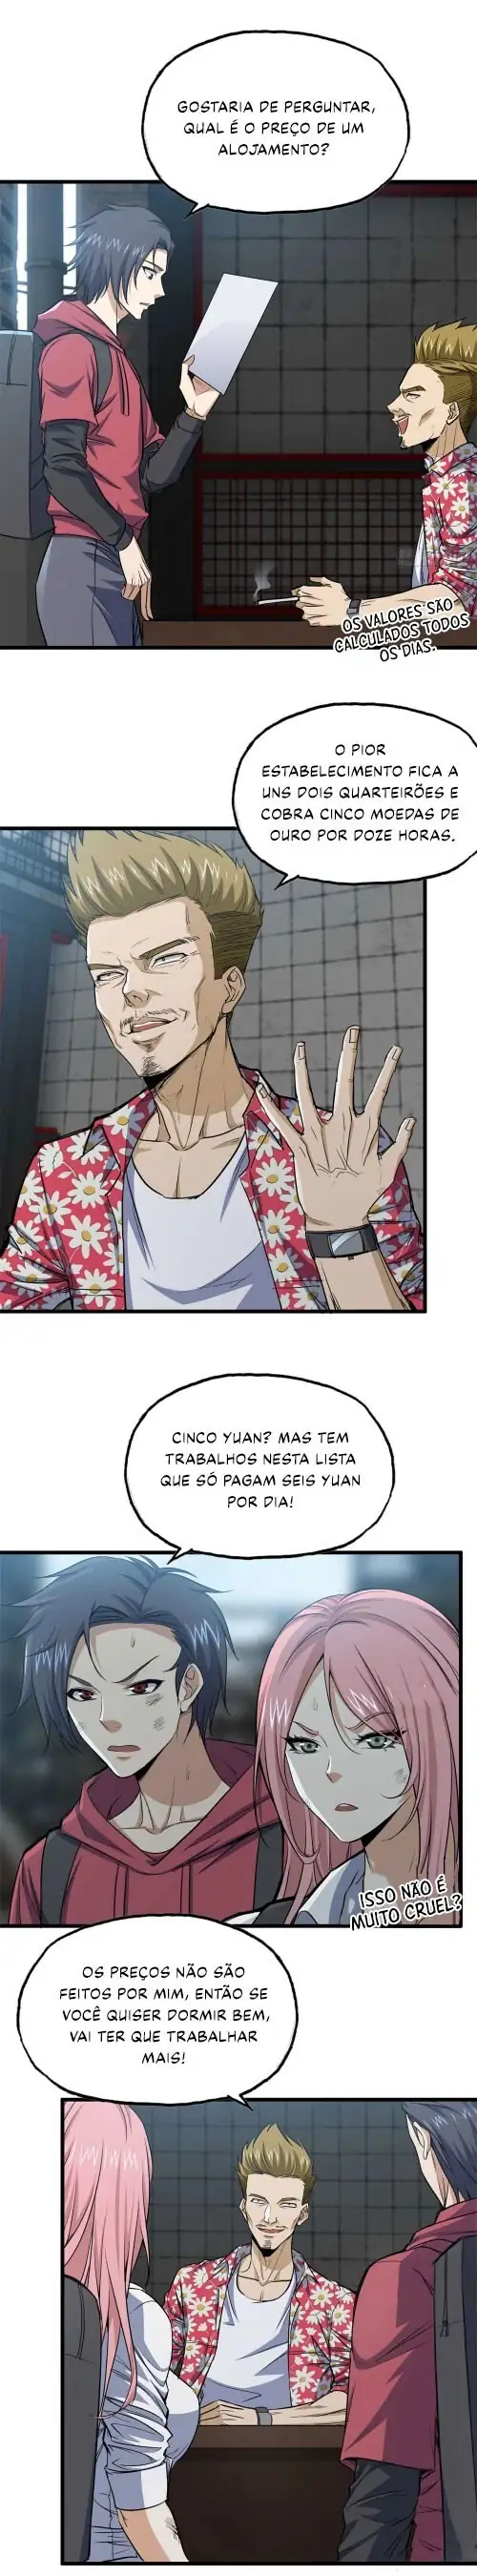 GOSTARIA DE PERGUNTAR,
QUAL É O PREÇO DE UM
ALOJAMENTO?
OS VALORES SÃO
CALCULADOS TODOS
OS DIAS.
O PIOR
ESTABELECIMENTO FICA A
UNS DOIS QUARTEIRÕES E
COBRA CINCO MOEDAS DE
OURO POR DOZE HORAS.
CINCO YUAN? MAS TEM
TRABALHOS NESTA LISTA
QUE SÓ PAGAM SEIS YUAN
POR DIA!
ISSO NÃO É
MUITO CRUEL?
OS PREÇOS NÃO SÃO
FEITOS POR MIM, ENTÃO SE
VOCÊ QUISER DORMIR BEM,
VAI TER QUE TRABALHAR
MAIS!